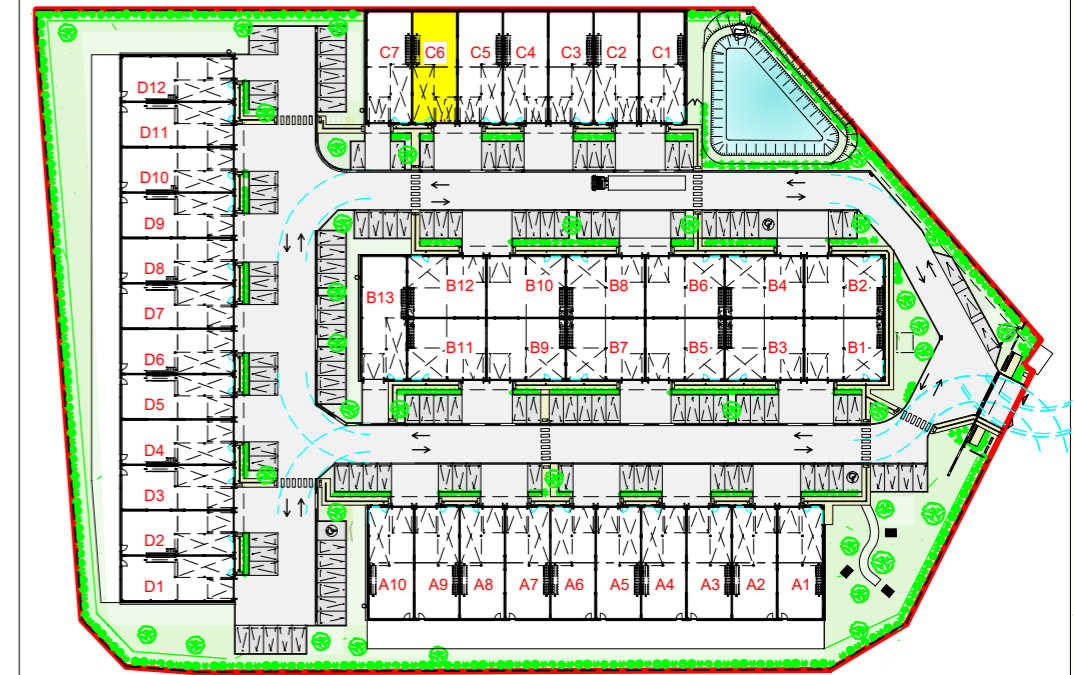 C7 C6 C5 C4 C3 C2 C1
D12
D11
D10
D9
D8
D7
D6
D5
D4
D3
D2
D1
B13 B12 B10 B8 B6 B4 B2
B11 B9 B7 B5 B3 B1
A10 A9 A8 A7 A6 A5 A4 A3 A2 A1